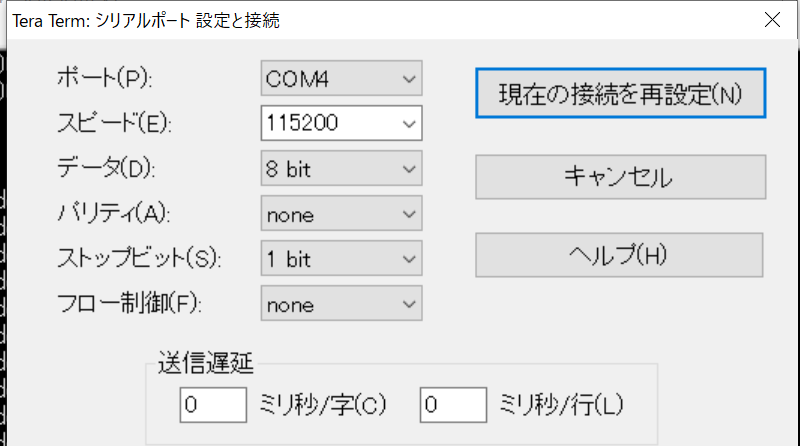 Tera Term: シリアルポート 設定と接続
ポート(P): COM4
現在の接続を再設定(N)
スピード(E): 115200
データ(D): 8 bit
キャンセル
パリティ(A): none
ストップビット(S): 1 bit
ヘルプ(H)
フロー制御(F): none
送信遅延
0 ミリ秒/字(C) 0 ミリ秒/行(L)